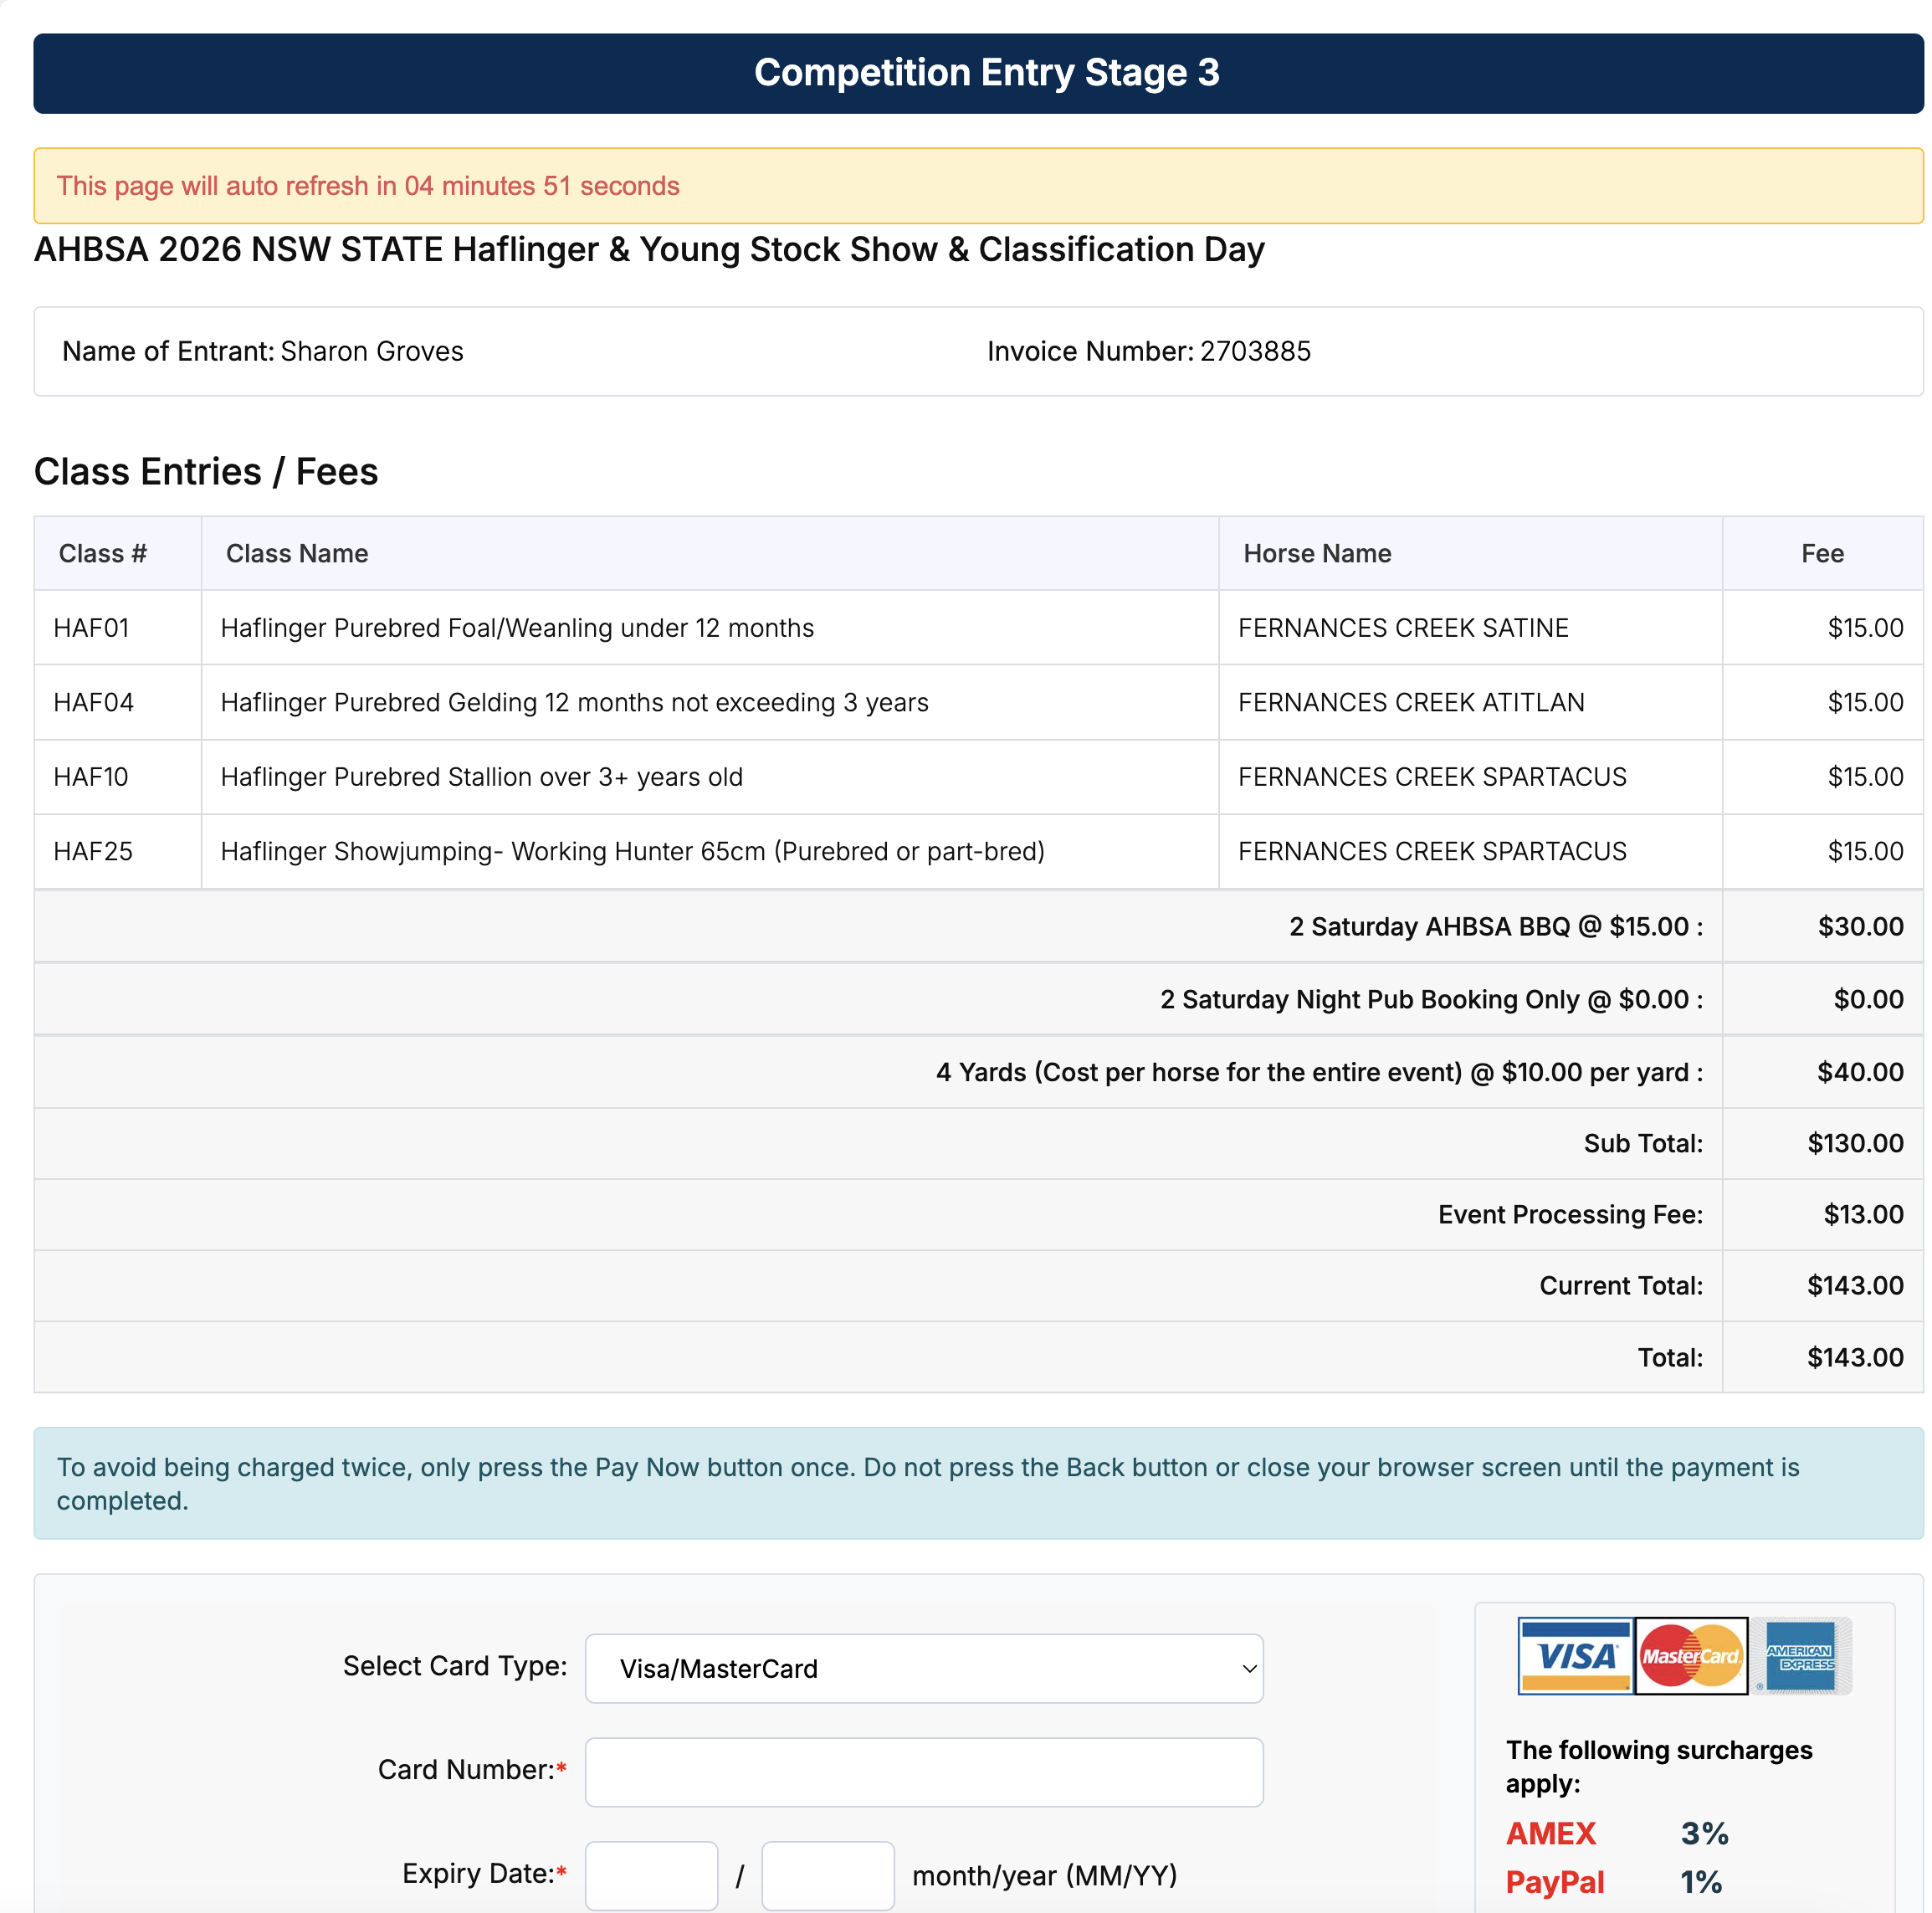 Competition Entry Stage 3
This page will auto refresh in 04 minutes 51 seconds
AHBSA 2026 NSW STATE Haflinger & Young Stock Show & Classification Day
Name of Entrant: Sharon Groves
Invoice Number: 2703885
Class Entries / Fees
Class # Class Name Horse Name Fee
HAF01 Haflinger Purebred Foal/Weanling under 12 months FERNANCES CREEK SATINE $15.00
HAF04 Haflinger Purebred Gelding 12 months not exceeding 3 years FERNANCES CREEK ATITLAN $15.00
HAF10 Haflinger Purebred Stallion over 3+ years old FERNANCES CREEK SPARTACUS $15.00
HAF25 Haflinger Showjumping- Working Hunter 65cm (Purebred or part-bred) FERNANCES CREEK SPARTACUS $15.00
2 Saturday AHBSA BBQ @ $15.00 : $30.00
2 Saturday Night Pub Booking Only @ $0.00 : $0.00
4 Yards (Cost per horse for the entire event) @ $10.00 per yard : $40.00
Sub Total: $130.00
Event Processing Fee: $13.00
Current Total: $143.00
Total: $143.00
To avoid being charged twice, only press the Pay Now button once. Do not press the Back button or close your browser screen until the payment is
completed.
Select Card Type: Visa/MasterCard
Card Number:*
Expiry Date:* / month/year (MM/YY)
VISA MasterCard AMERICAN EXPRESS
The following surcharges
apply:
AMEX 3%
PayPal 1%